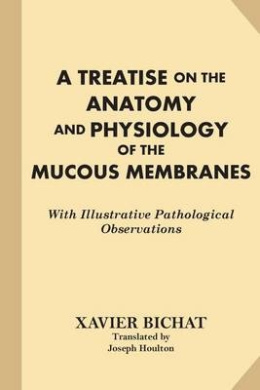 A TREATISE ON THE
ANATOMY
AND PHYSIOLOGY
OF THE
MUCOUS MEMBRANES
With Illustrative Pathological
Observations
XAVIER BICHAT
Translated by
Joseph Houlton